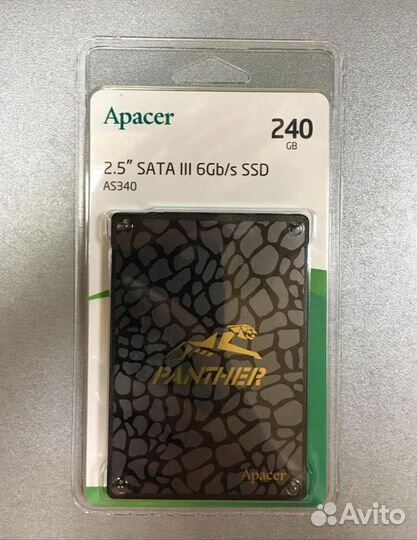 Apacer
240
GB
2.5” SATA III 6Gb/s SSD
AS340
PANTHER
Apacer
Avito